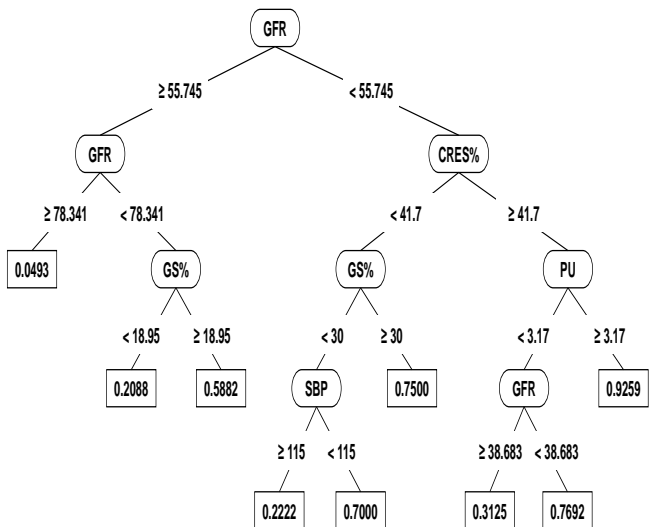 GFR
≥ 55.745 < 55.745
GFR CRES%
≥ 78.341 < 78.341 < 41.7 ≥ 41.7
0.0493 GS% GS% PU
< 18.95 ≥ 18.95 < 30 ≥ 30 < 3.17 ≥ 3.17
0.2088 0.5882 SBP 0.7500 GFR 0.9259
≥ 115 < 115 ≥ 38.683 < 38.683
0.2222 0.7000 0.3125 0.7692